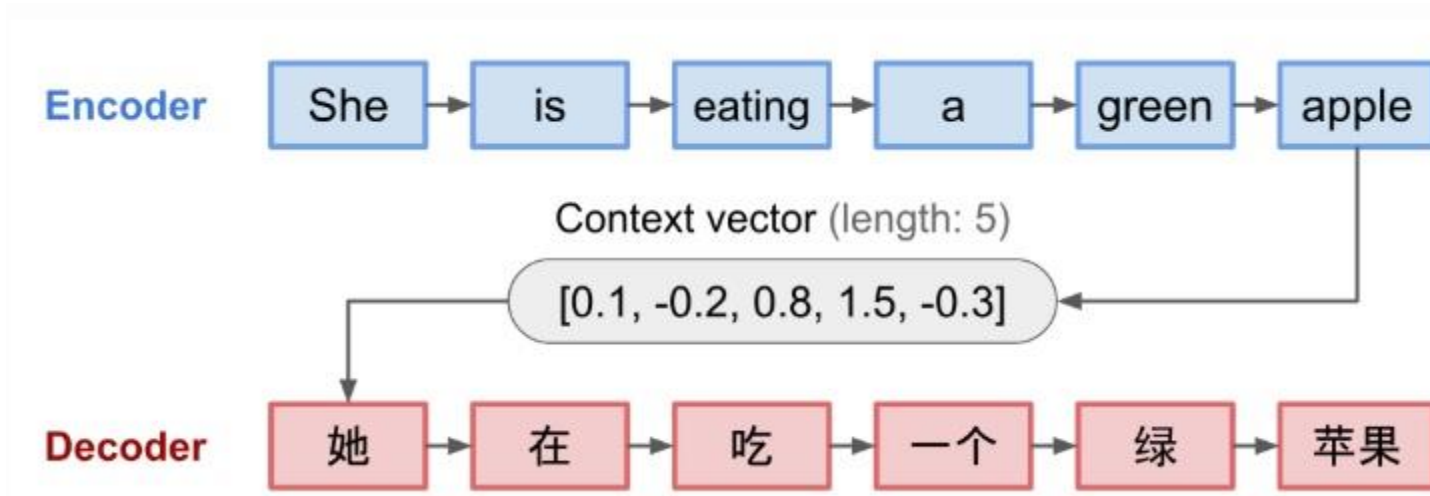 Encoder She is eating a green apple
Context vector (length: 5)
[0.1, -0.2, 0.8, 1.5, -0.3]
Decoder 她 在 吃 一个 绿 苹果